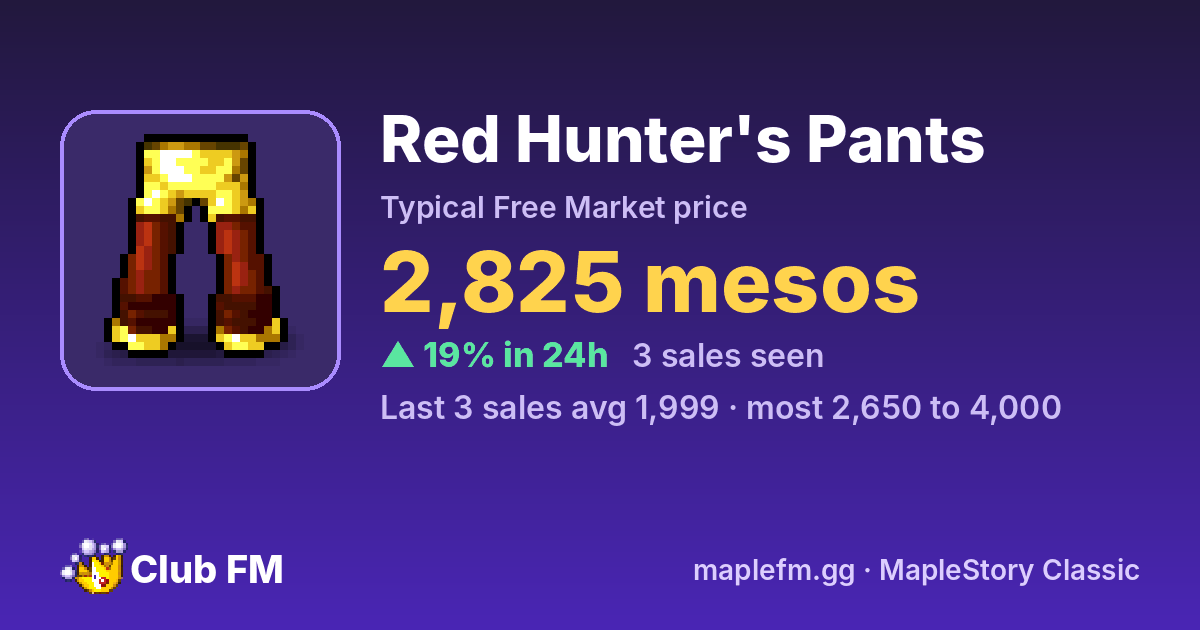 Red Hunter's Pants
Typical Free Market price
2,825 mesos
▲ 19% in 24h 3 sales seen
Last 3 sales avg 1,999 · most 2,650 to 4,000
Club FM
maplefm.gg · MapleStory Classic